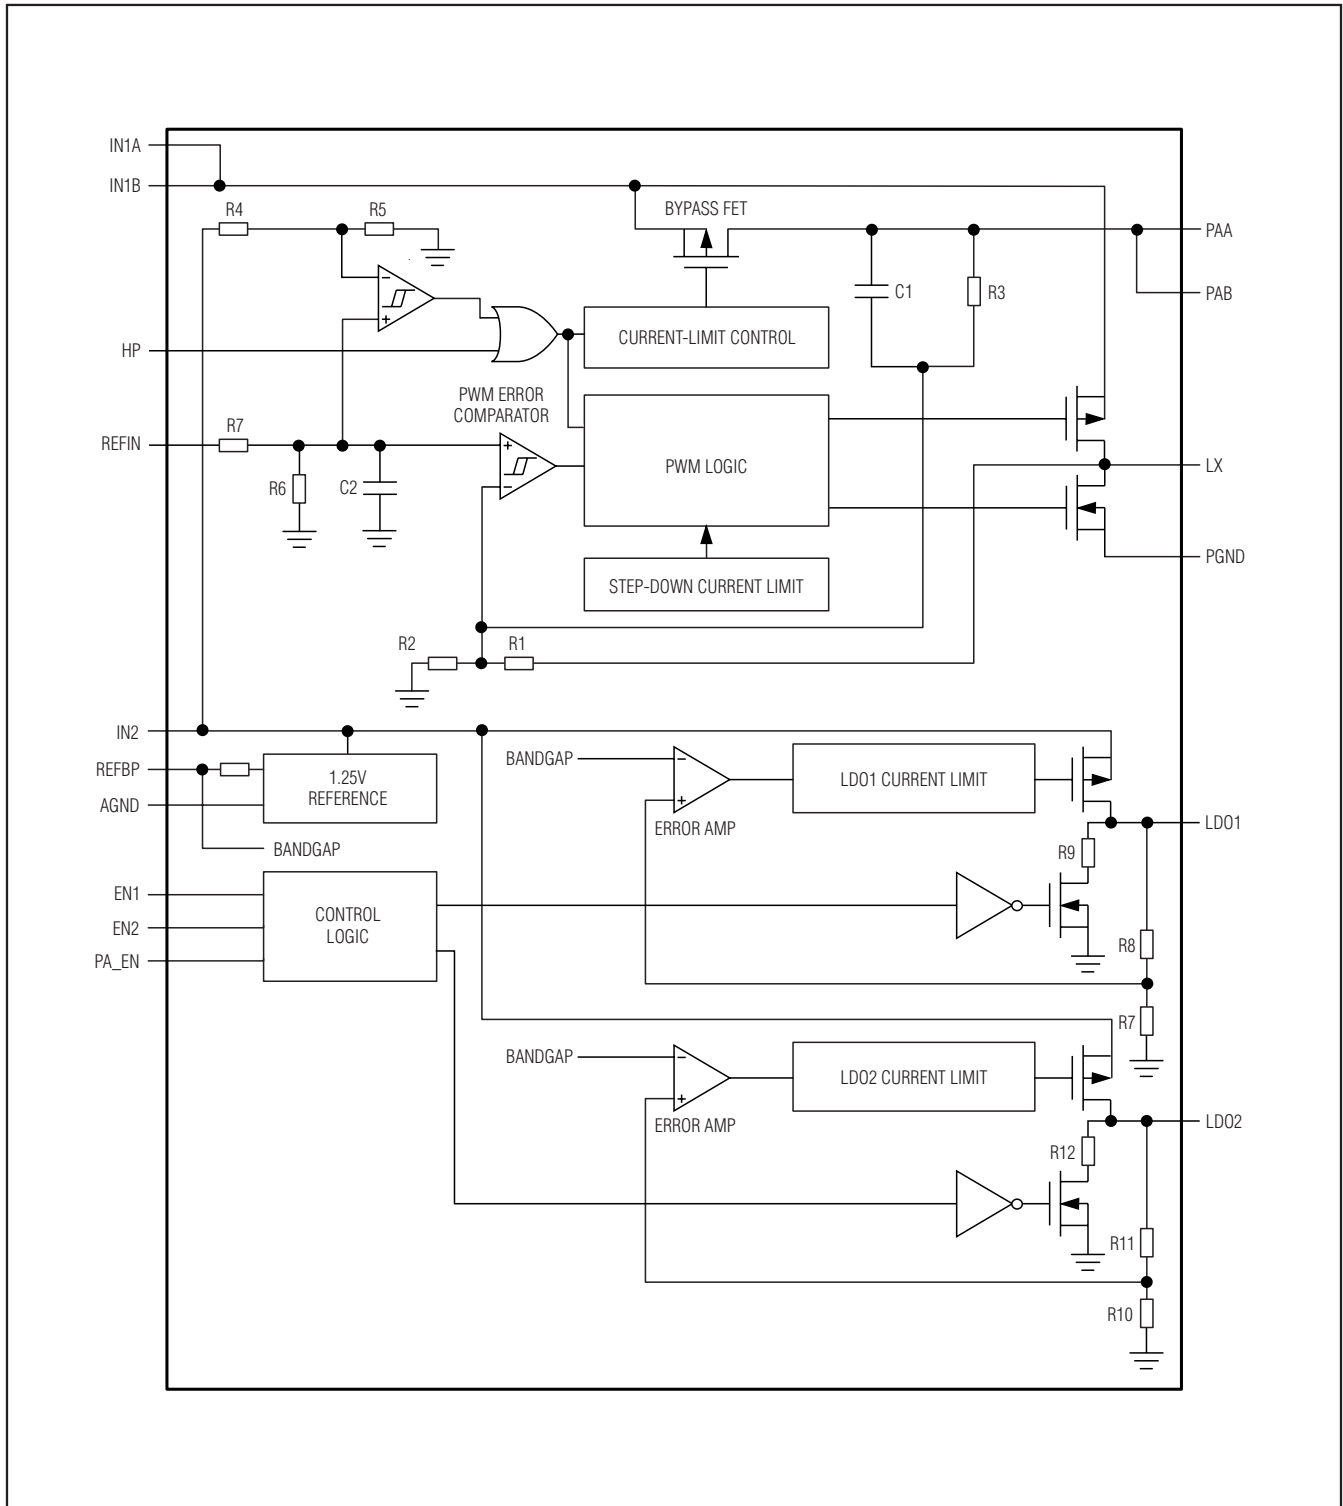 IN1A
IN1B
R4
R5
BYPASS FET
PAA
PAB
C1
R3
−
+
HP
CURRENT-LIMIT CONTROL
PWM ERROR
COMPARATOR
REFIN
R7
+
−
PWM LOGIC
LX
R6
C2
PGND
STEP-DOWN CURRENT LIMIT
R2
R1
IN2
REFBP
AGND
1.25V
REFERENCE
BANDGAP
BANDGAP
−
+
ERROR AMP
LDO1 CURRENT LIMIT
LDO1
R9
EN1
EN2
PA_EN
CONTROL
LOGIC
R8
R7
BANDGAP
−
+
ERROR AMP
LDO2 CURRENT LIMIT
LDO2
R12
R11
R10